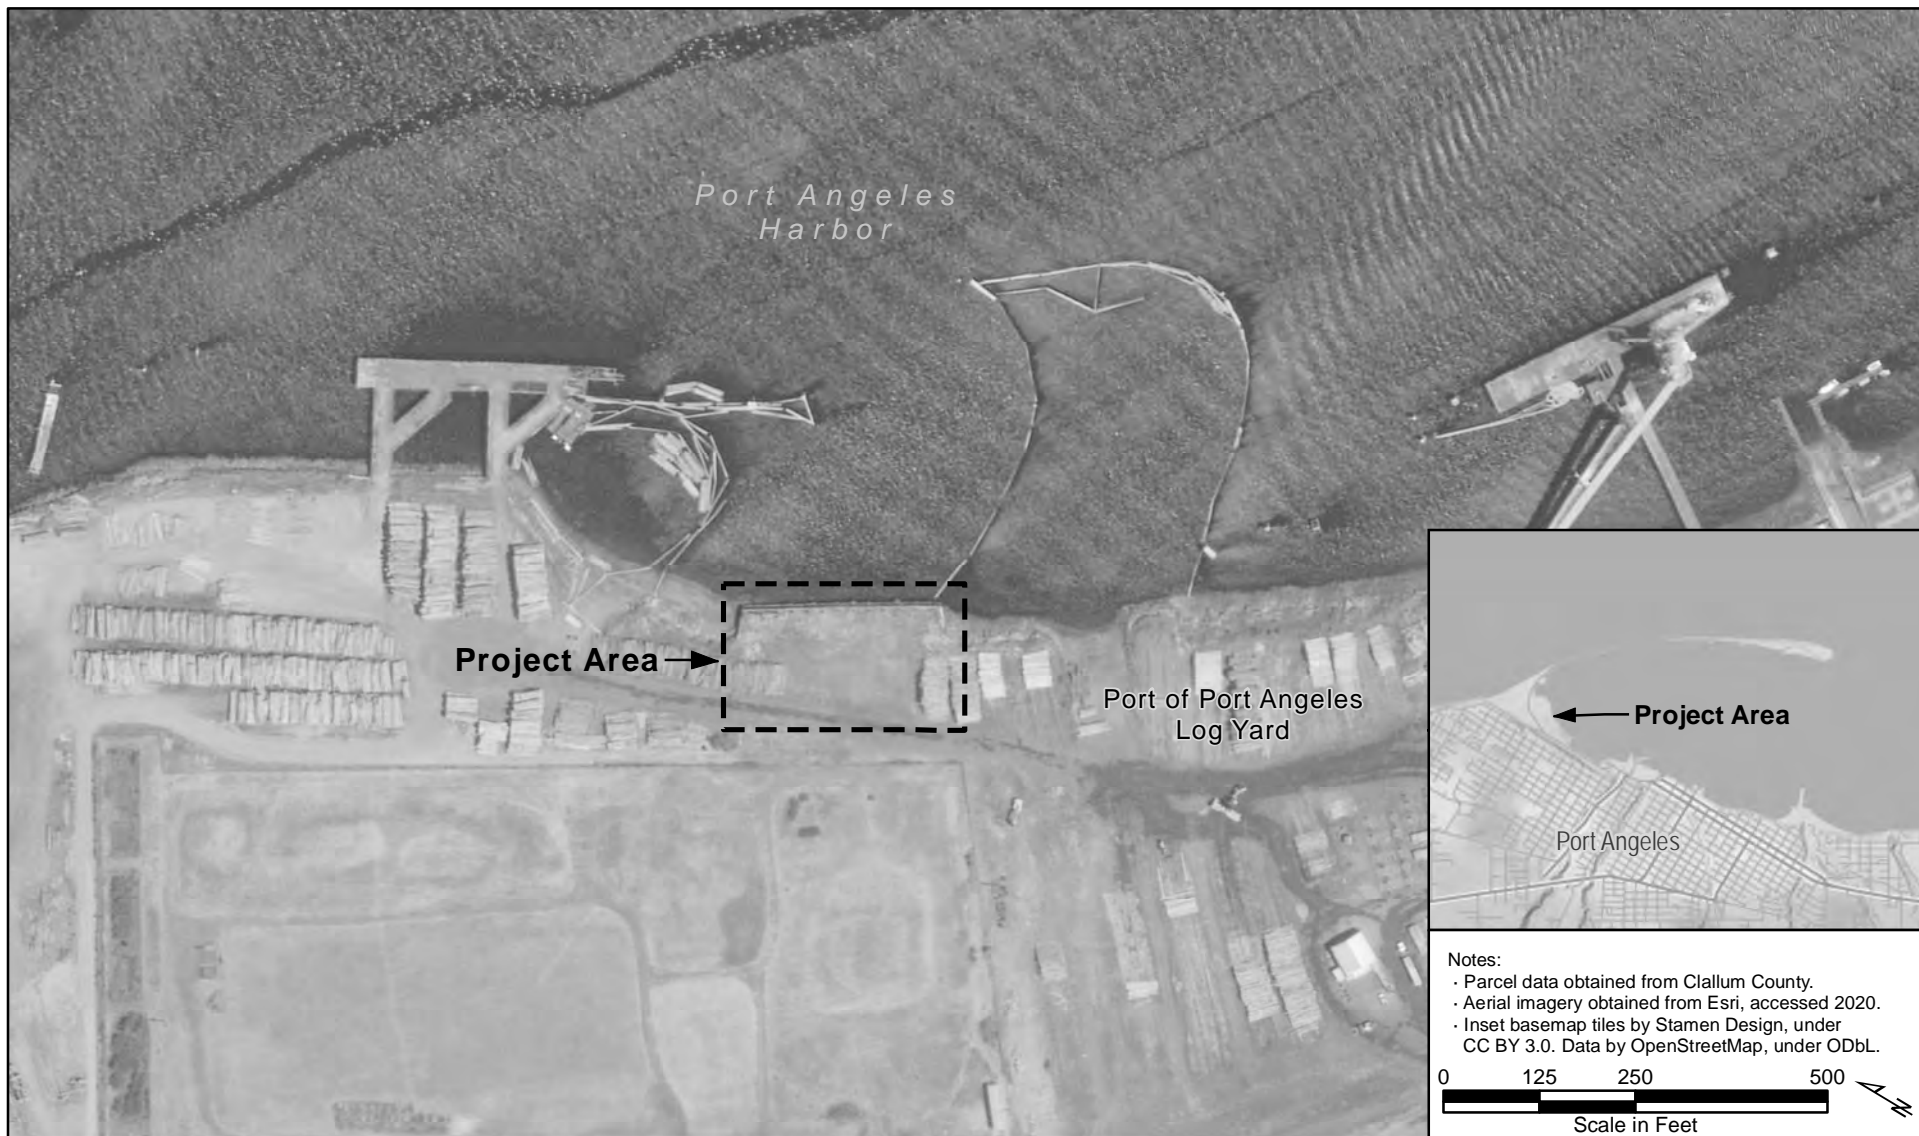 Port Angeles
Harbor
Project Area
Port of Port Angeles
Log Yard
Project Area
Port Angeles
Notes:
· Parcel data obtained from Clallum County.
· Aerial imagery obtained from Esri, accessed 2020.
· Inset basemap tiles by Stamen Design, under
CC BY 3.0. Data by OpenStreetMap, under ODbL.
0 125 250 500
Scale in Feet
N